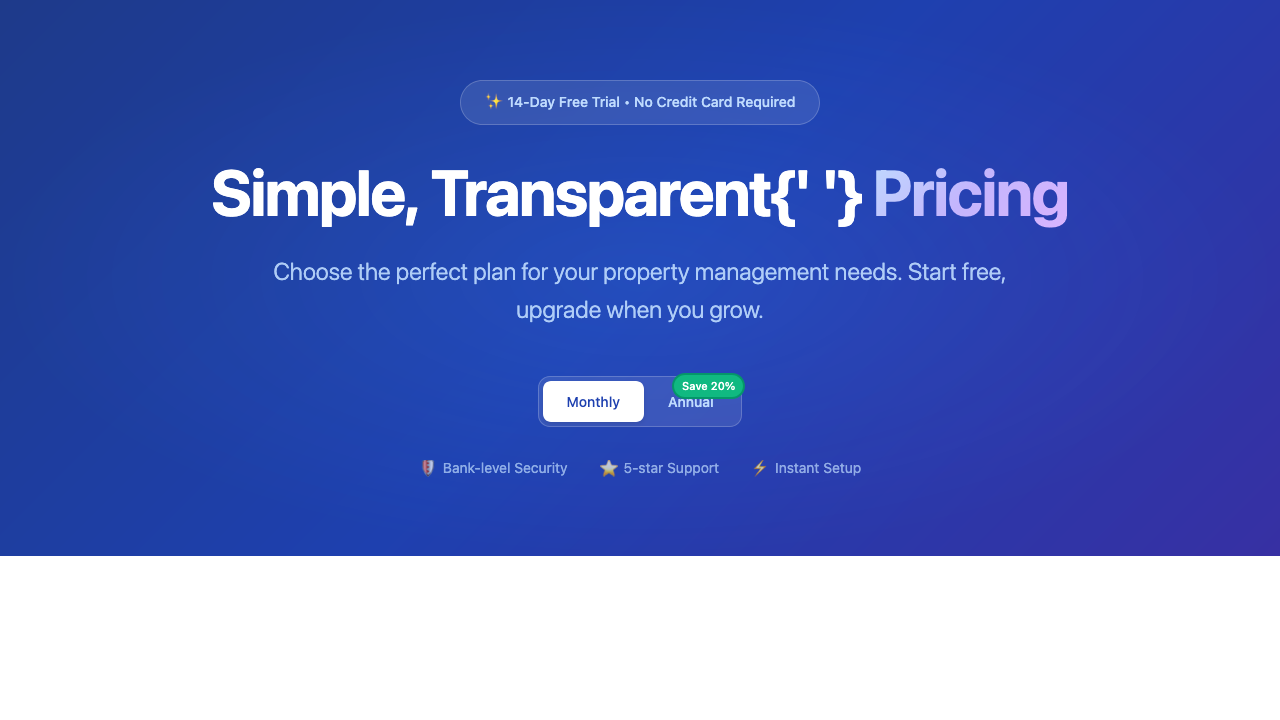 ✨ 14-Day Free Trial • No Credit Card Required
Simple, Transparent{' '} Pricing
Choose the perfect plan for your property management needs. Start free,
upgrade when you grow.
Save 20%
Monthly Annual
Bank-level Security 5-star Support Instant Setup